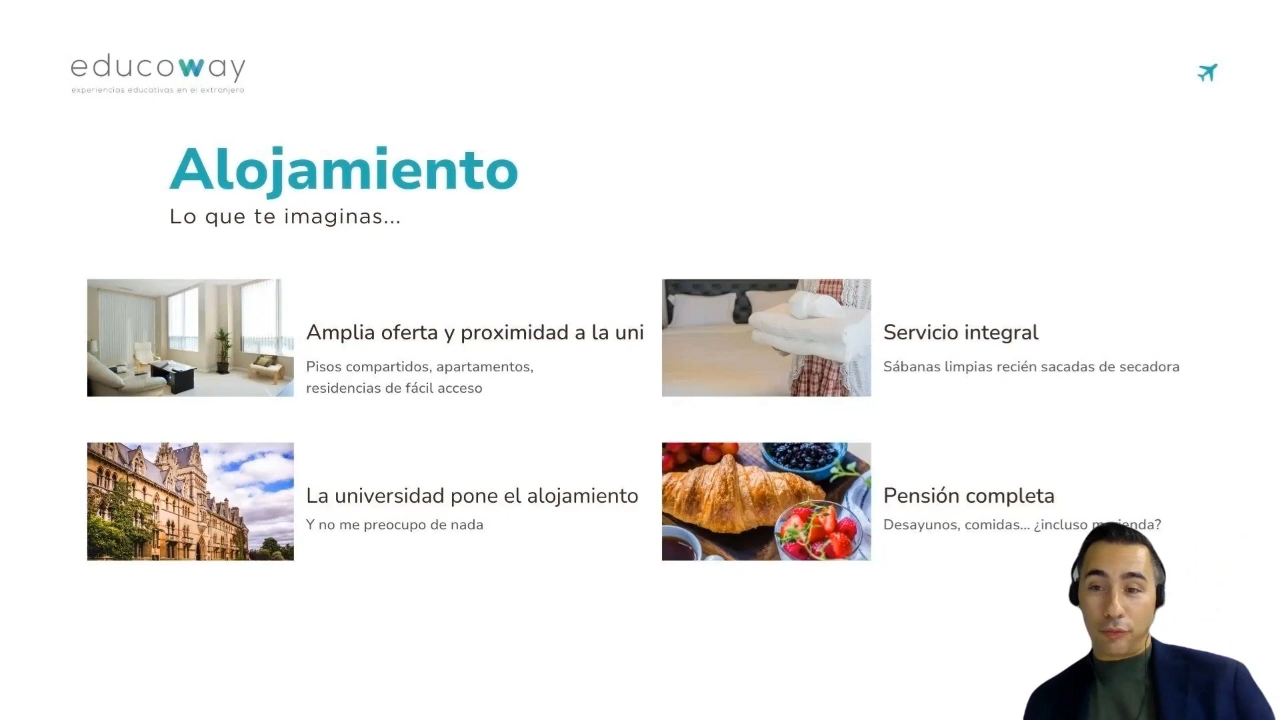 educoway
experiencias educativas en el extranjero
Alojamiento
Lo que te imaginas...
Amplia oferta y proximidad a la uni
Pisos compartidos, apartamentos,
residencias de fácil acceso
Servicio integral
Sábanas limpias recién sacadas de secadora
La universidad pone el alojamiento
Y no me preocupo de nada
Pensión completa
Desayunos, comidas... ¿incluso merienda?